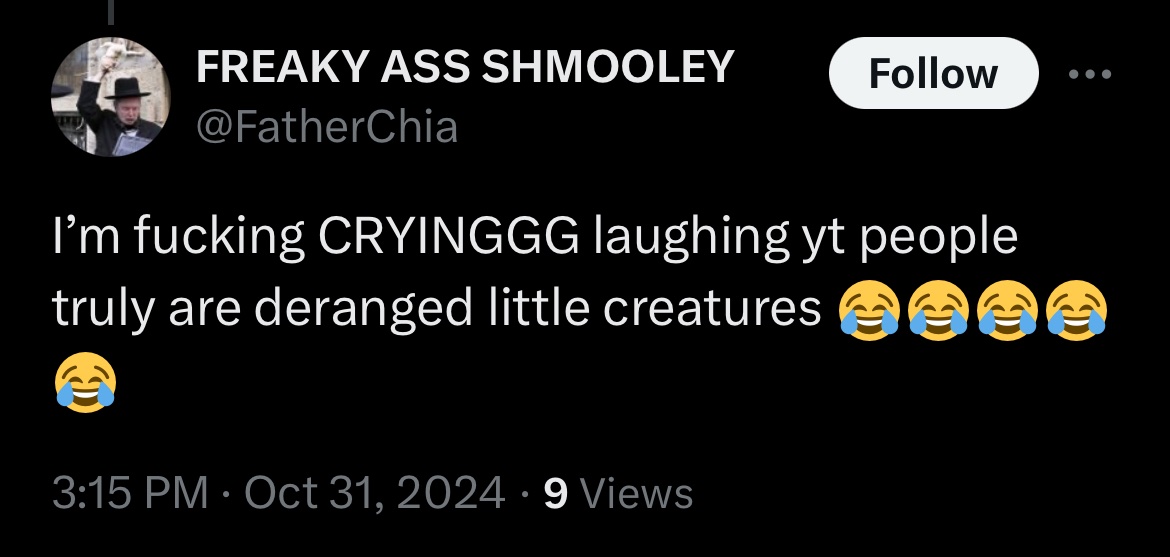 FREAKY ASS SHMOOLEY
Follow
@FatherChia
I’m fucking CRYINGGG laughing yt people
truly are deranged little creatures 😂😂😂😂
😂
3:15 PM · Oct 31, 2024 · 9 Views